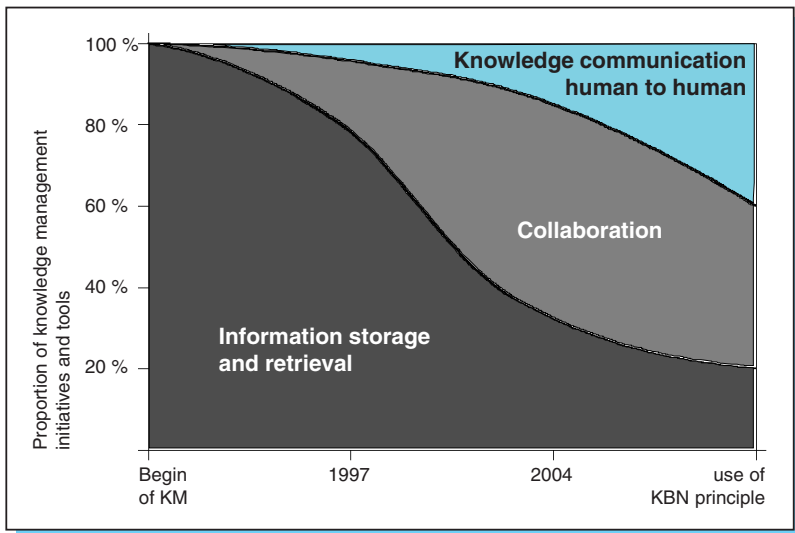 100 %
80 %
60 %
40 %
20 %
Proportion of knowledge management
initiatives and tools
Knowledge communication
human to human
Collaboration
Information storage
and retrieval
Begin
of KM
1997
2004
use of
KBN principle